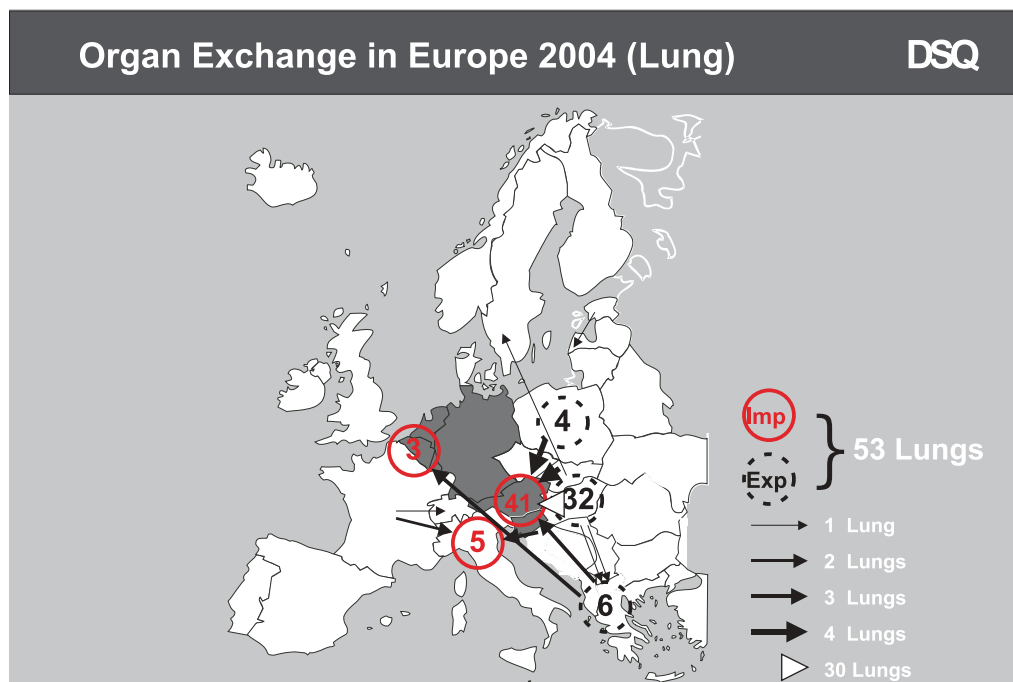 Organ Exchange in Europe 2004 (Lung)
DSQ
4
3
32
41
5
6
Imp
Exp
53 Lungs
1 Lung
2 Lungs
3 Lungs
4 Lungs
30 Lungs